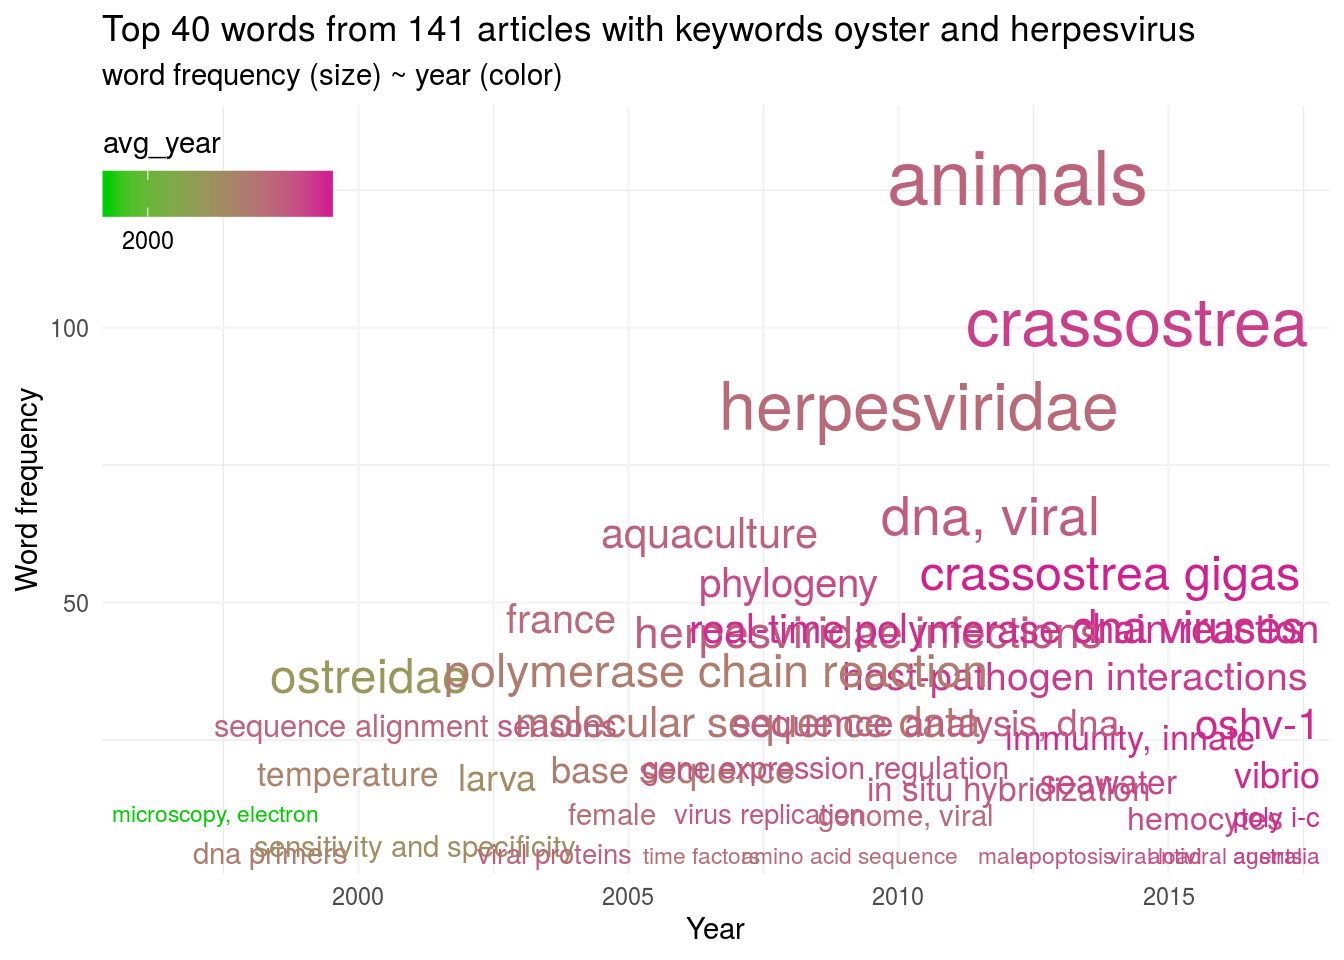 Top 40 words from 141 articles with keywords oyster and herpesvirus
word frequency (size) ~ year (color)
avg_year
2000
animals
100
crassostrea
herpesviridae
Word frequency
dna, viral
aquaculture
crassostrea gigas
phylogeny
50
france
herpesviridae infections
real-time polymerase chain reaction
dna viruses
ostreidae
polymerase chain reaction
host-pathogen interactions
sequence alignment
seasons
molecular sequence data
sequence analysis, dna
oshv-1
immunity, innate
temperature
larva
base sequence
gene expression regulation
in situ hybridization
seawater
vibrio
microscopy, electron
female
virus replication
genome, viral
hemocytes
poly i-c
dna primers
sensitivity and specificity
viral proteins
time factors
amino acid sequence
male
apoptosis
viral load
antiviral agents
australia
2000
2005
2010
2015
Year